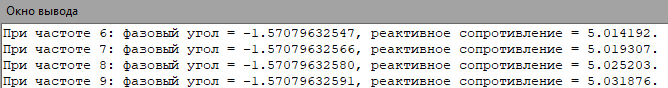 Окно вывода
При частоте 6: фазовый угол = -1.57079632547, реактивное сопротивление = 5.014192.
При частоте 7: фазовый угол = -1.57079632566, реактивное сопротивление = 5.019307.
При частоте 8: фазовый угол = -1.57079632580, реактивное сопротивление = 5.025203.
При частоте 9: фазовый угол = -1.57079632591, реактивное сопротивление = 5.031876.